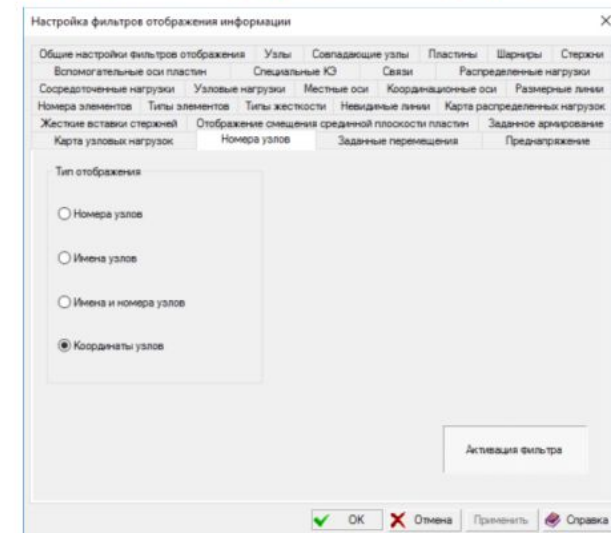 Настройка фильтров отображения информации
Общие настройки фильтров отображения Узлы Совпадающие узлы Пластины Шарниры Стержни
Вспомогательные оси пластин Специальные КЭ Связи Распределенные нагрузки
Сосредоточенные нагрузки Узловые нагрузки Местные оси Координационные оси Размерные линии
Номера элементов Типы элементов Типы жесткости Невидимые линии Карта распределенных нагрузок
Жесткие вставки стержней Отображение смещения срединной плоскости пластин Заданное армирование
Карта узловых нагрузок Номера узлов Заданные перемещения Преднапряжение
Тип отображения
Номера узлов
Имена узлов
Имена и номера узлов
Координаты узлов
Активация фильтра
OK Отмена Применить Справка